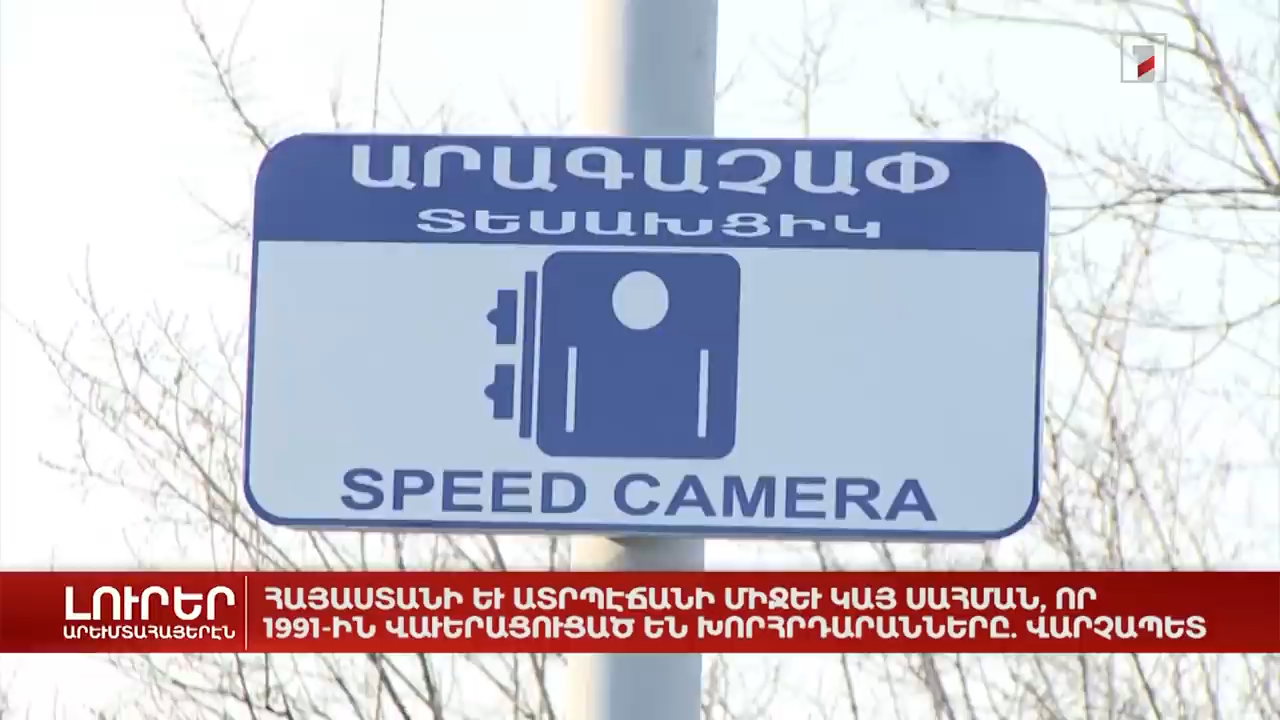 1
ԱՐԱԳԱՉԱՓ
ՏԵՍԱԽՑԻԿ
SPEED CAMERA
ԼՈՒՐԵՐ
ԱՐԵՒՄՏԱՀԱՅԵՐԷՆ
ՀԱՅԱՍՏԱՆԻ ԵՒ ԱՏՐՊԷՃԱՆԻ ՄԻՋԵՒ ԿԱՅ ՍԱՀՄԱՆ, ՈՐ
1991-ԻՆ ՎԱՒԵՐԱՑՈՒՑԱԾ ԵՆ ԽՈՐՀՐԴԱՐԱՆՆԵՐԸ. ՎԱՐՉԱՊԵՏ